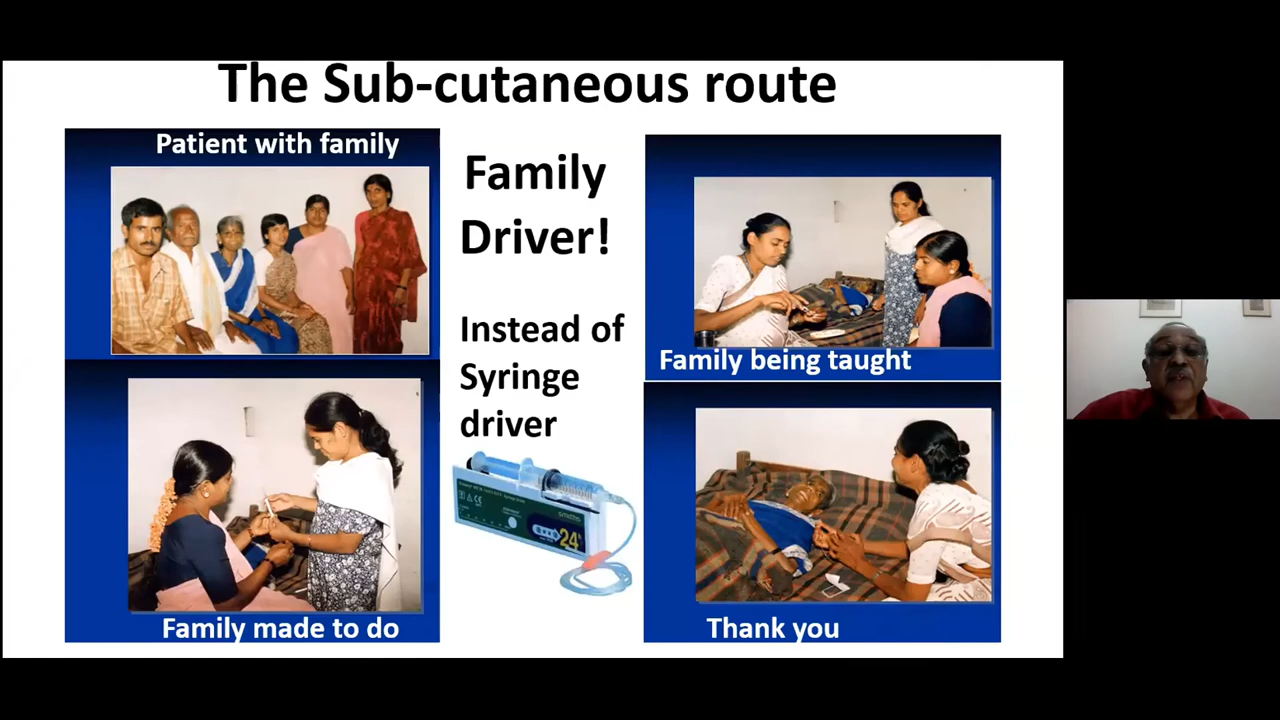 The Sub-cutaneous route
Patient with family
Family
Driver!
Instead of
Syringe
driver
24
Family being taught
Family made to do
Thank you